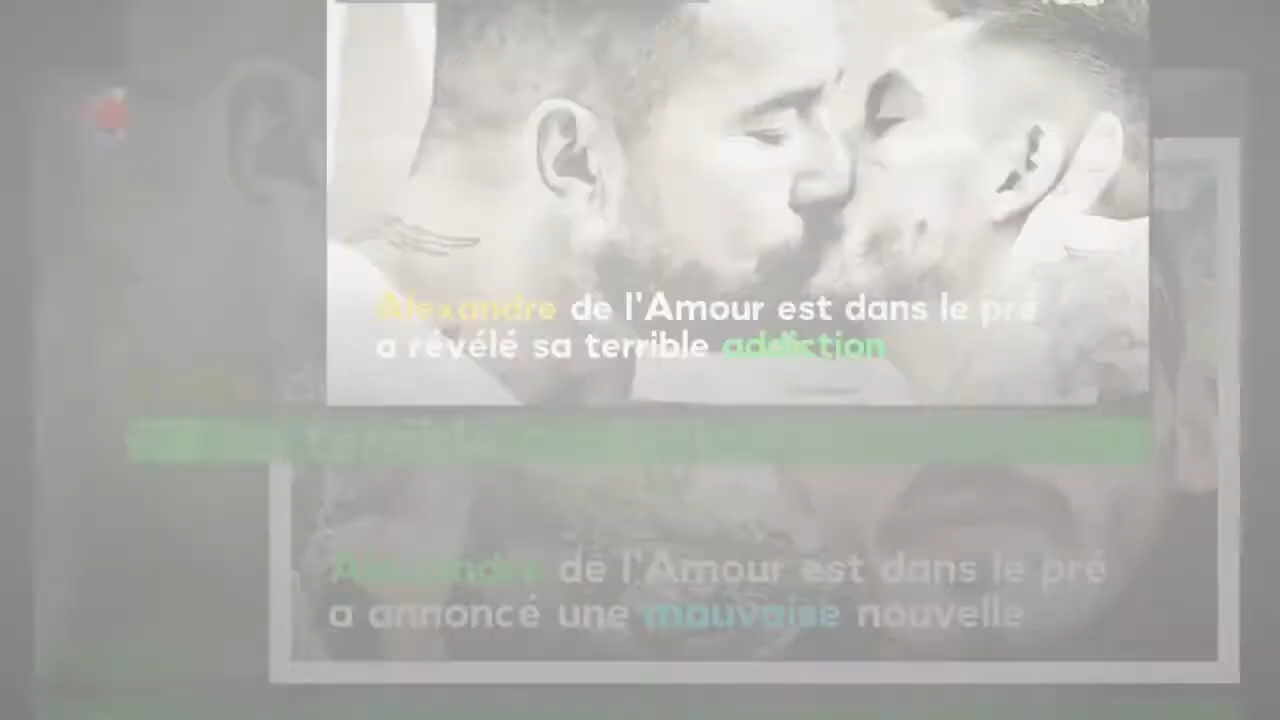 Alexandre de l'Amour est dans le pré
a révélé sa terrible addiction
terrible
Alexandre de l'Amour est dans le pré
a annoncé une mauvaise nouvelle